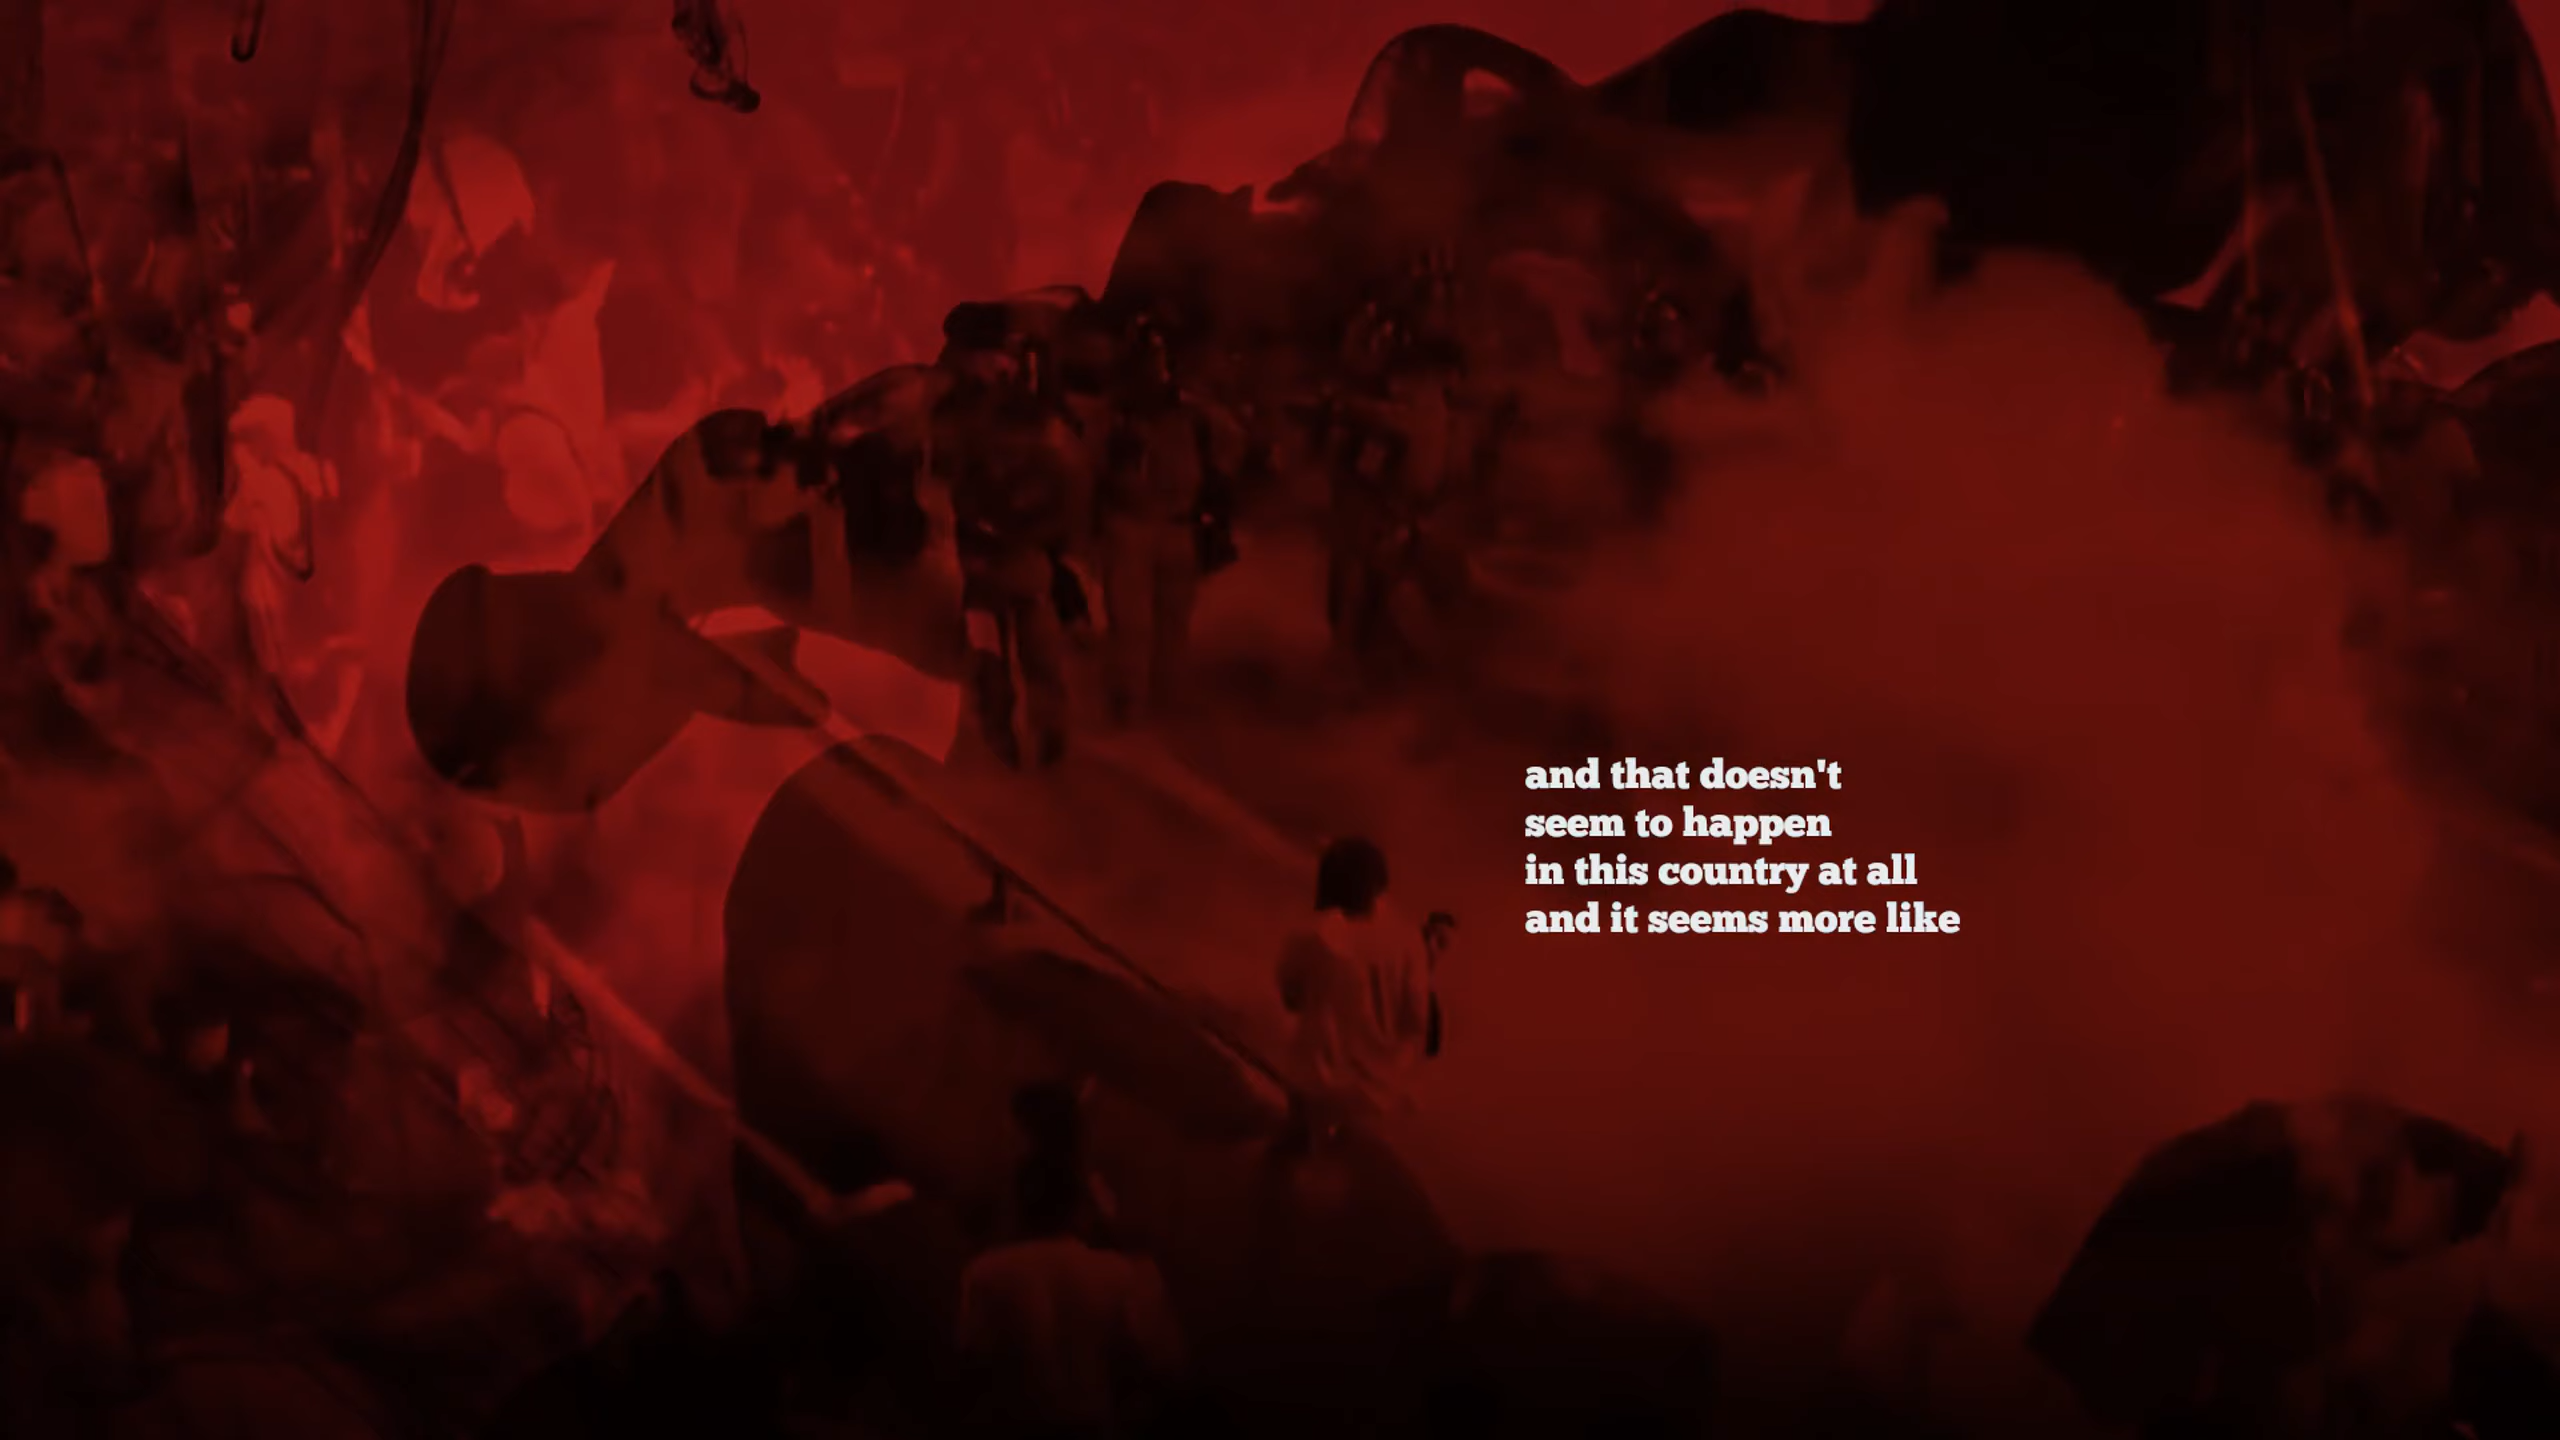 and that doesn't
seem to happen
in this country at all
and it seems more like